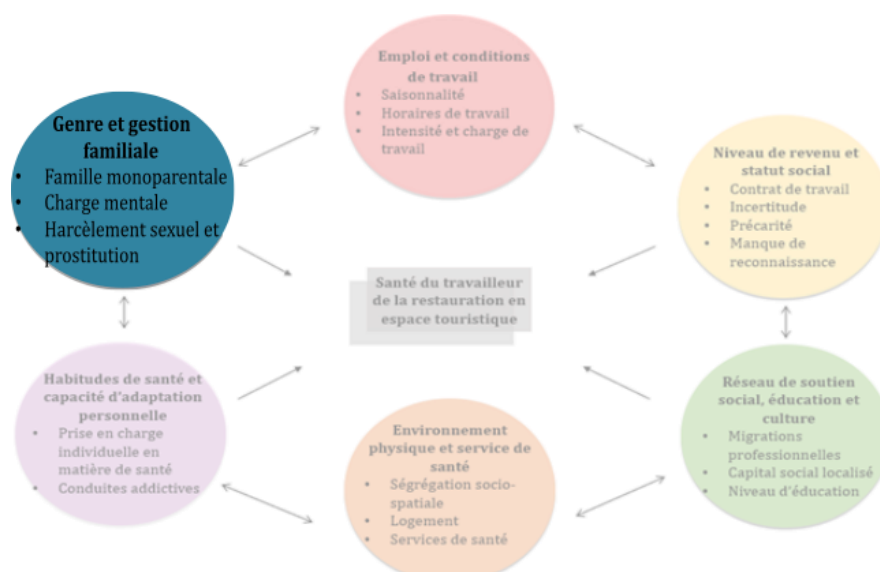 Emploi et conditions
de travail
• Saisonnalité
• Horaires de travail
• Intensité et charge de
travail
Genre et gestion
familiale
• Famille monoparentale
• Charge mentale
• Harcèlement sexuel et
prostitution
Niveau de revenu et
statut social
• Contrat de travail
• Incertitude
• Précarité
• Manque de
reconnaissance
Santé du travailleur
de la restauration en
espace touristique
Habitudes de santé et
capacité d'adaptation
personnelle
• Prise en charge
individuelle en
matière de santé
• Conduites addictives
Environnement
physique et service de
santé
• Ségrégation socio-
spatiale
• Logement
• Services de santé
Réseau de soutien
social, éducation et
culture
• Migrations
professionnelles
• Capital social localisé
• Niveau d'éducation